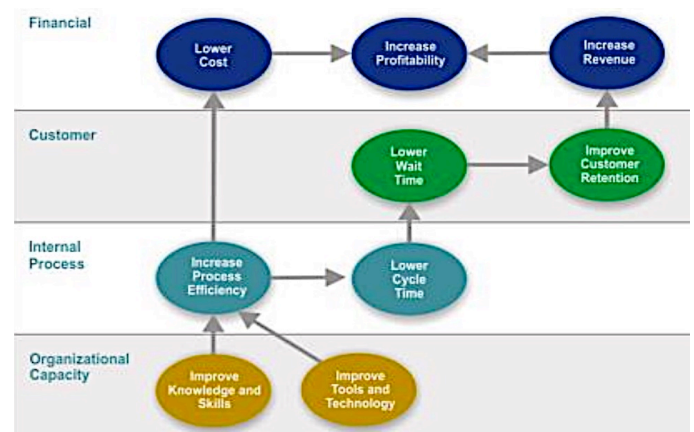 Financial
Lower
Cost
Increase
Profitability
Increase
Revenue
Customer
Lower
Wait
Time
Improve
Customer
Retention
Internal
Process
Increase
Process
Efficiency
Lower
Cycle
Time
Organizational
Capacity
Improve
Knowledge and
Skills
Improve
Tools and
Technology